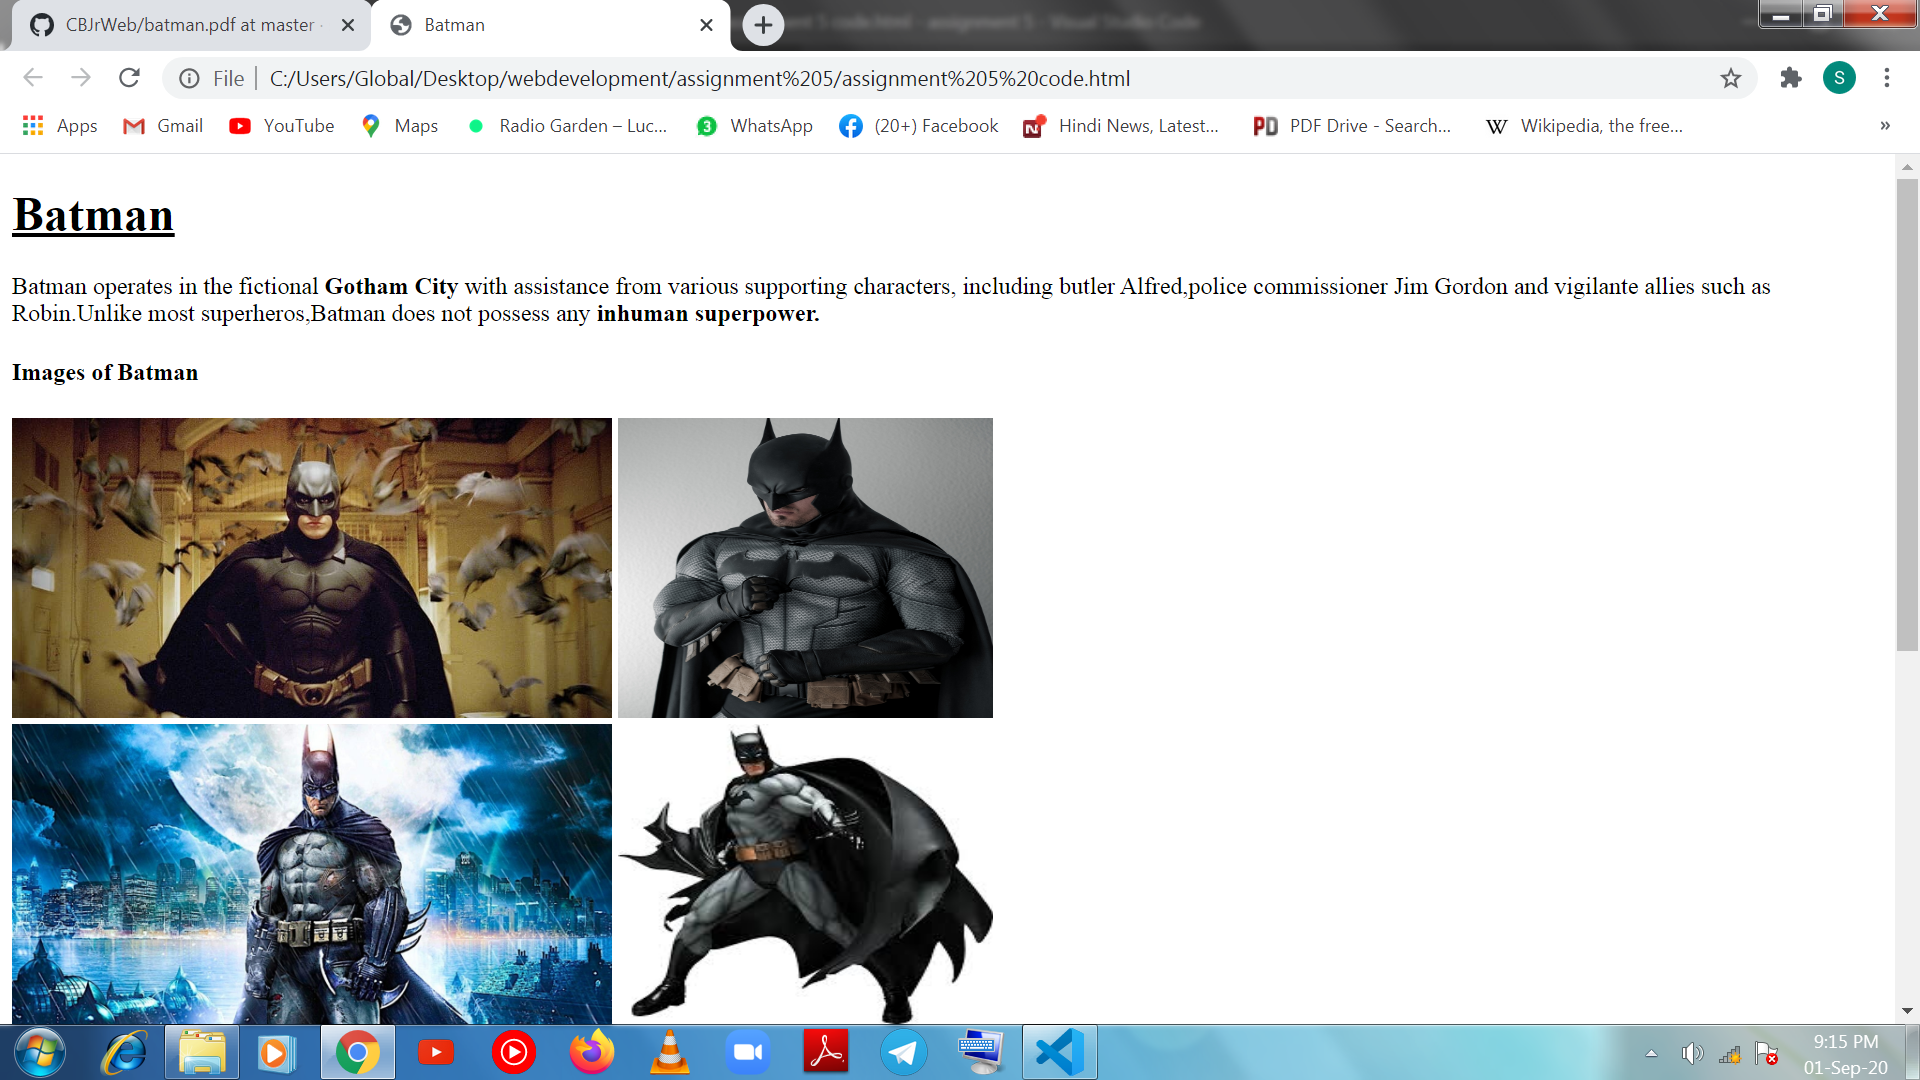 CBJrWeb/batman.pdf at master
Batman
File
C:/Users/Global/Desktop/webdevelopment/assignment%205/assignment%205%20code.html
S
Apps
Gmail
YouTube
Maps
Radio Garden – Luc...
3
WhatsApp
(20+) Facebook
N
Hindi News, Latest...
PD
PDF Drive - Search...
W
Wikipedia, the free...
»
Batman
Batman operates in the fictional Gotham City with assistance from various supporting characters, including butler Alfred,police commissioner Jim Gordon and vigilante allies such as
Robin.Unlike most superheros,Batman does not possess any inhuman superpower.
Images of Batman
9:15 PM
01-Sep-20